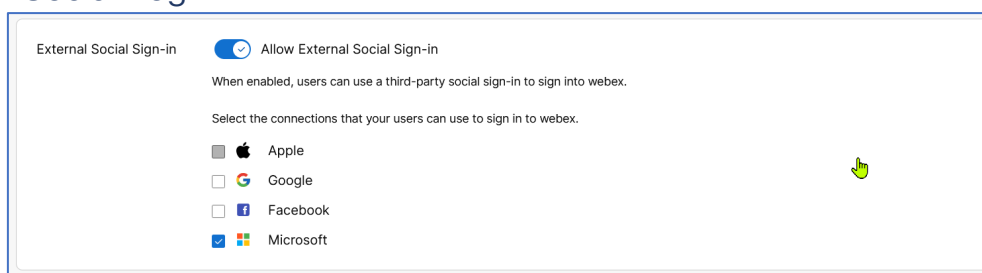 External Social Sign-in Allow External Social Sign-in
When enabled, users can use a third-party social sign-in to sign into webex.
Select the connections that your users can use to sign in to webex.
Apple
Google
Facebook
Microsoft